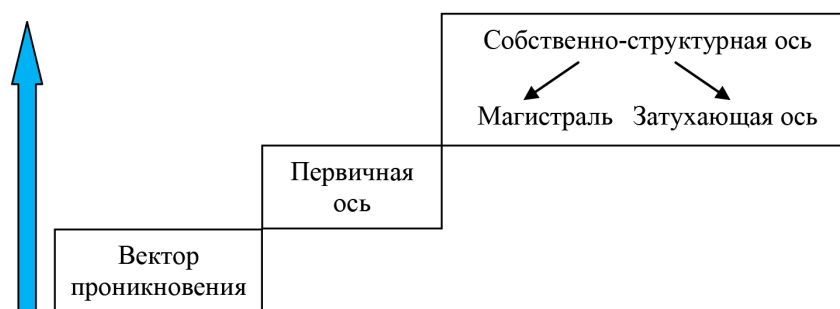 Собственно-структурная ось
Магистраль Затухающая ось
Первичная
ось
Вектор
проникновения